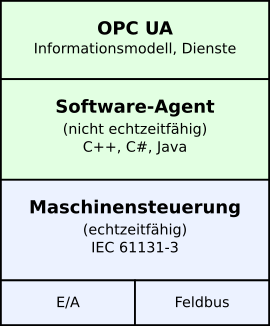 OPC UA
Informationsmodell, Dienste
Software-Agent
(nicht echtzeitfähig)
C++, C#, Java
Maschinensteuerung
(echtzeitfähig)
IEC 61131-3
E/A
Feldbus